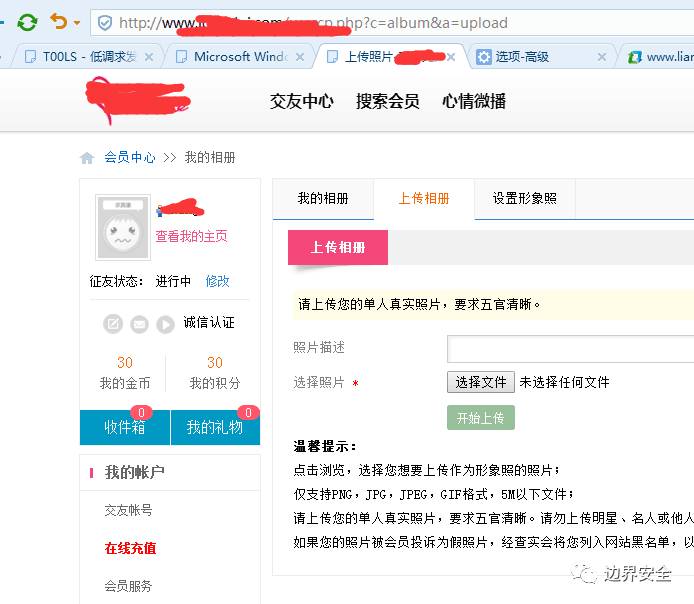 http://www. .com/ cp.php?c=album&a=upload
T00LS - 低调求发 Microsoft Wind 上传照片 选项-高级 www.lian
交友中心 搜索会员 心情微播
会员中心 >> 我的相册
我的相册 上传相册 设置形象照
查看我的主页
上传相册
征友状态： 进行中 修改
请上传您的单人真实照片，要求五官清晰。
诚信认证
照片描述
30 30
我的金币 我的积分
选择照片 * 选择文件 未选择任何文件
0 0
收件箱 我的礼物
开始上传
温馨提示：
我的帐户
点击浏览，选择您想要上传作为形象照的照片；
仅支持PNG，JPG，JPEG，GIF格式，5M以下文件；
交友帐号
请上传您的单人真实照片，要求五官清晰。请勿上传明星、名人或他人
在线充值
如果您的照片被会员投诉为假照片，经查实会将您列入网站黑名单，以
会员服务
边界安全